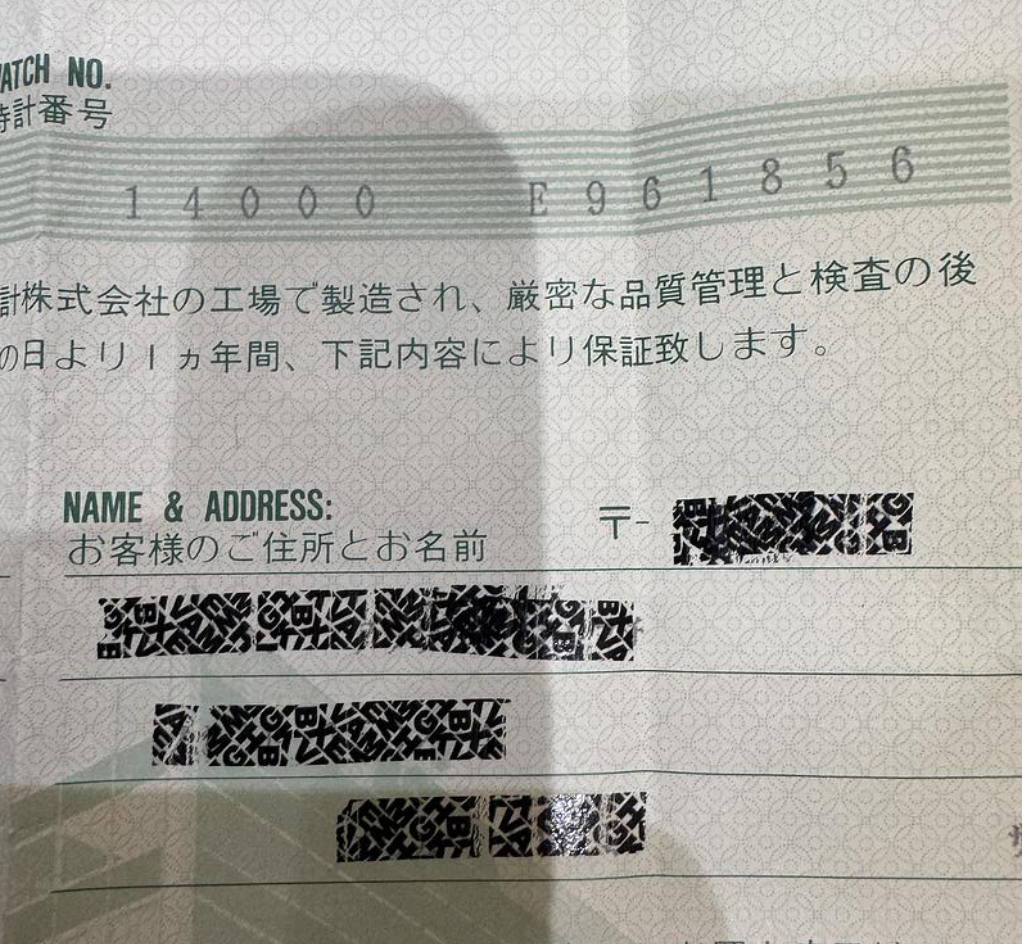 WATCH NO.
時計番号
14000 E961856
計株式会社の工場で製造され、厳密な品質管理と検査の後
の日より1ヵ年間、下記内容により保証致します。
NAME & ADDRESS:
お客様のご住所とお名前
〒-